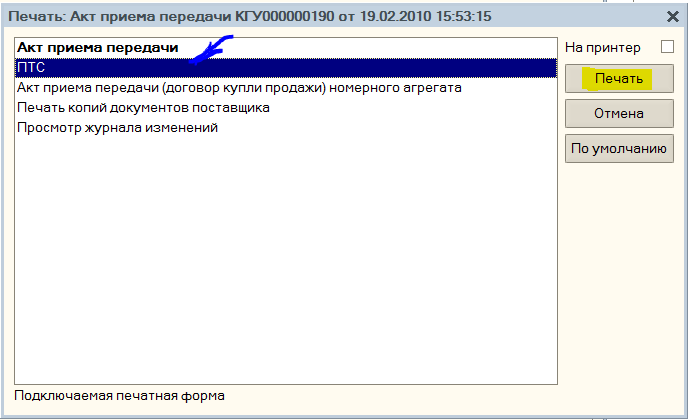 Печать: Акт приема передачи КГУ000000190 от 19.02.2010 15:53:15
Акт приема передачи
ПТС
Акт приема передачи (договор купли продажи) номерного агрегата
Печать копий документов поставщика
Просмотр журнала изменений
На принтер
Печать
Отмена
По умолчанию
Подключаемая печатная форма